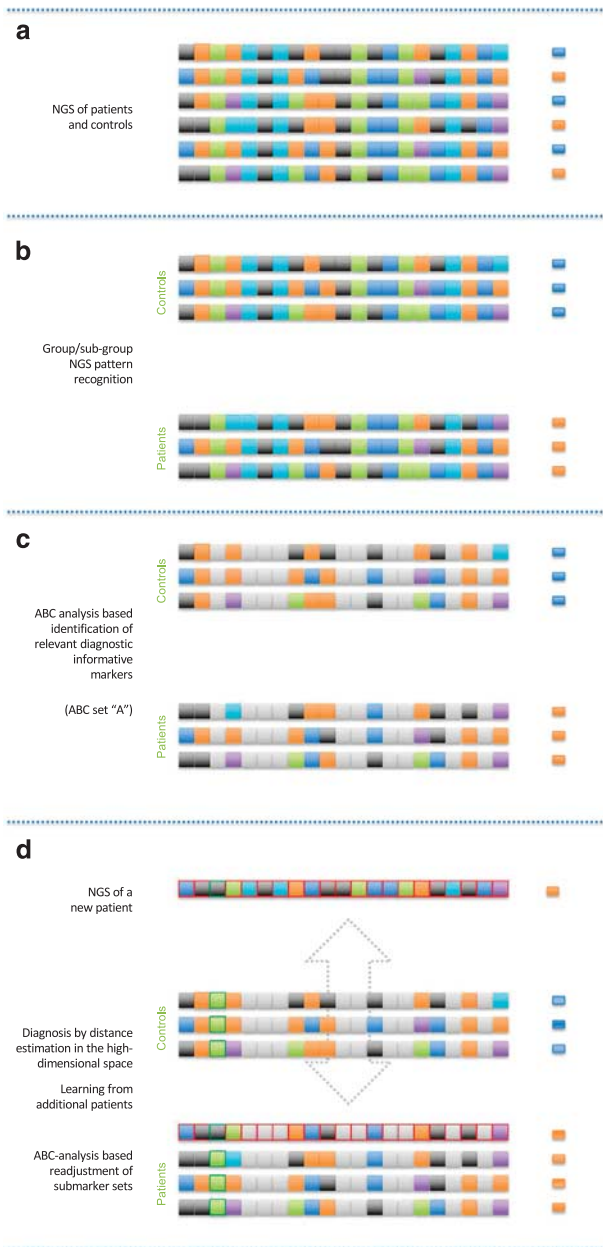 a
NGS of patients
and controls
b
Controls
Group/sub-group
NGS pattern
recognition
Patients
c
Controls
ABC analysis based
identification of
relevant diagnostic
informative
markers
(ABC set “A”)
Patients
d
NGS of a
new patient
Controls
Diagnosis by distance
estimation in the high-
dimensional space
Learning from
additional patients
ABC-analysis based
readjustment of
submarker sets
Patients